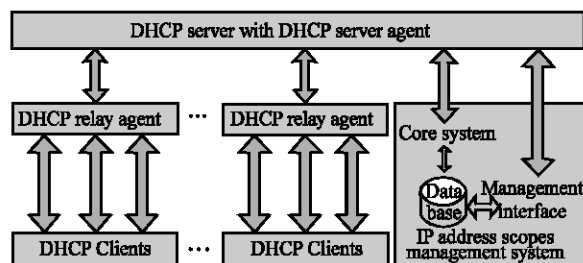 DHCP server with DHCP server agent
DHCP relay agent
...
DHCP relay agent
Core system
Data
base
Management
interface
DHCP Clients
...
DHCP Clients
IP address scopes
management system